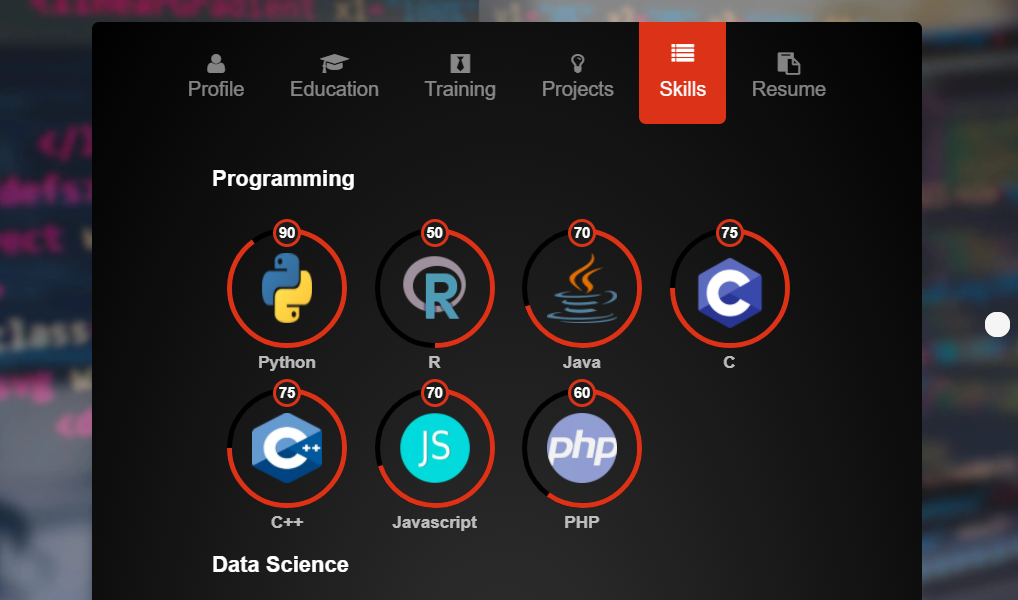 Profile
Education
Training
Projects
Skills
Resume
Programming
90
50
70
75
R
Python
R
Java
C
75
70
60
C++
JS
php
C++
Javascript
PHP
Data Science